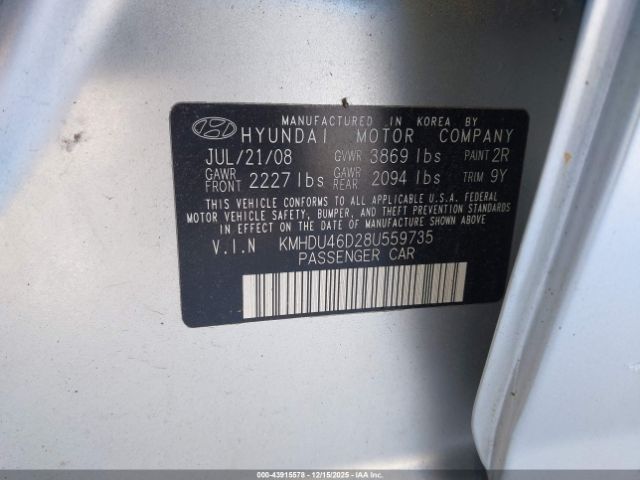 MANUFACTURED IN KOREA BY
HYUNDAI MOTOR COMPANY
JUL/21/08 GVWR 3869 lbs PAINT 2R
GAWR FRONT 2227 lbs GAWR REAR 2094 lbs TRIM 9Y
THIS VEHICLE CONFORMS TO ALL APPLICABLE U.S.A. FEDERAL
MOTOR VEHICLE SAFETY, BUMPER, AND THEFT PREVENTION STANDARDS
IN EFFECT ON THE DATE OF MANUFACTURE SHOWN ABOVE.
V.I.N KMHDU46D28U559735
PASSENGER CAR
000-43915578 | 12/15/2025 - IAA, Inc.